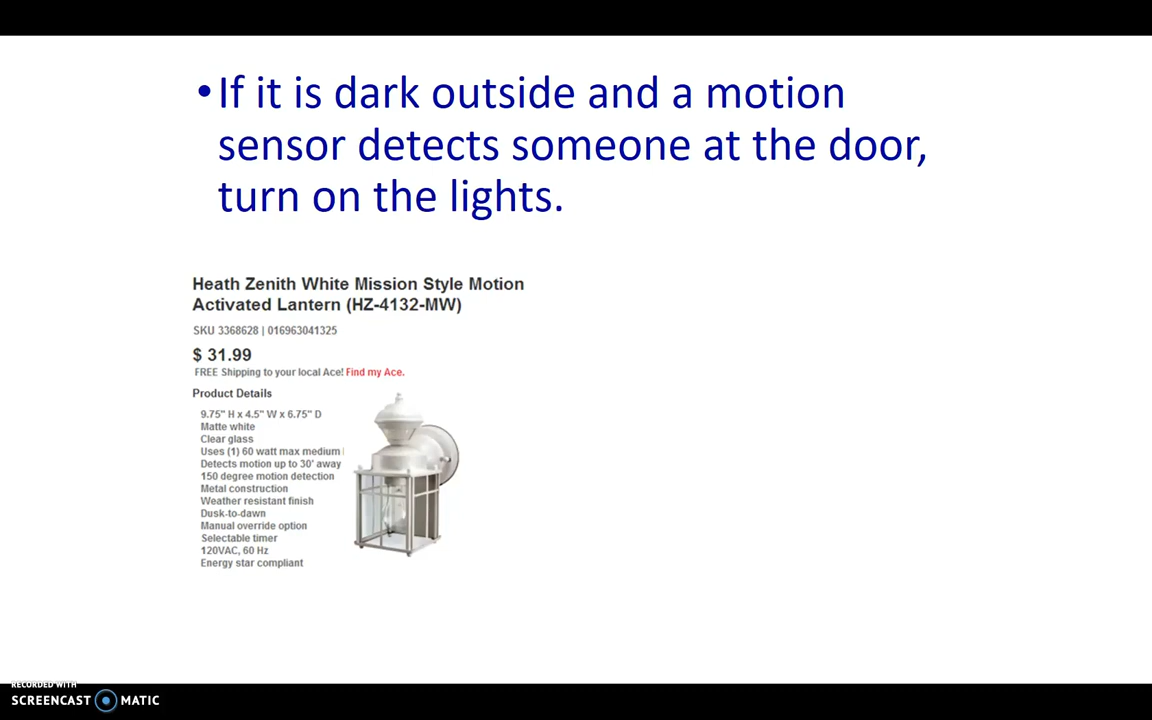 •If it is dark outside and a motion
sensor detects someone at the door,
turn on the lights.
Heath Zenith White Mission Style Motion
Activated Lantern (HZ-4132-MW)
SKU 3368628 | 016963041325
$ 31.99
FREE Shipping to your local Ace! Find my Ace.
Product Details
9.75" H x 4.5" W x 6.75" D
Matte white
Clear glass
Uses (1) 60 watt max medium
Detects motion up to 30' away
150 degree motion detection
Metal construction
Weather resistant finish
Dusk-to-dawn
Manual override option
Selectable timer
120VAC, 60 Hz
Energy star compliant
RECORDED WITH
SCREENCAST MATIC